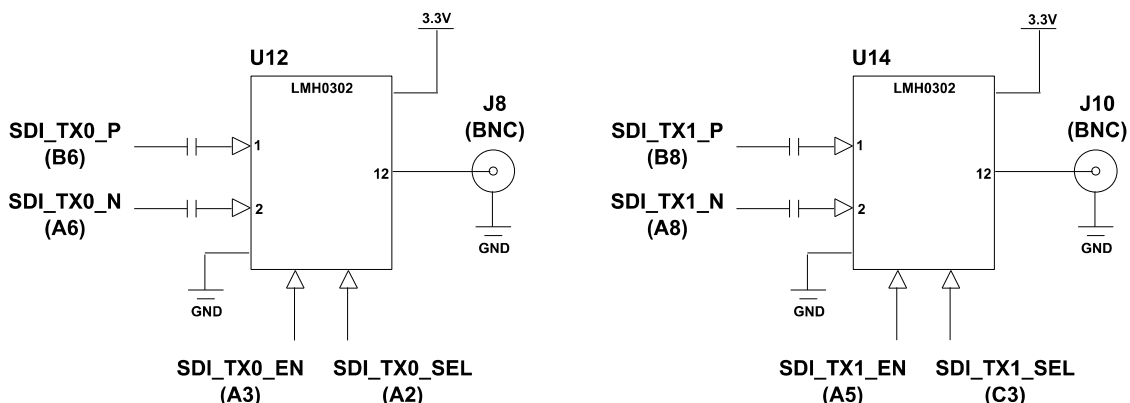 3.3V
U12
LMH0302
J8
(BNC)
SDI_TX0_P
(B6)
1
12
SDI_TX0_N
(A6)
2
GND
GND
SDI_TX0_EN
(A3)
SDI_TX0_SEL
(A2)
3.3V
U14
LMH0302
J10
(BNC)
SDI_TX1_P
(B8)
1
12
SDI_TX1_N
(A8)
2
GND
GND
SDI_TX1_EN
(A5)
SDI_TX1_SEL
(C3)